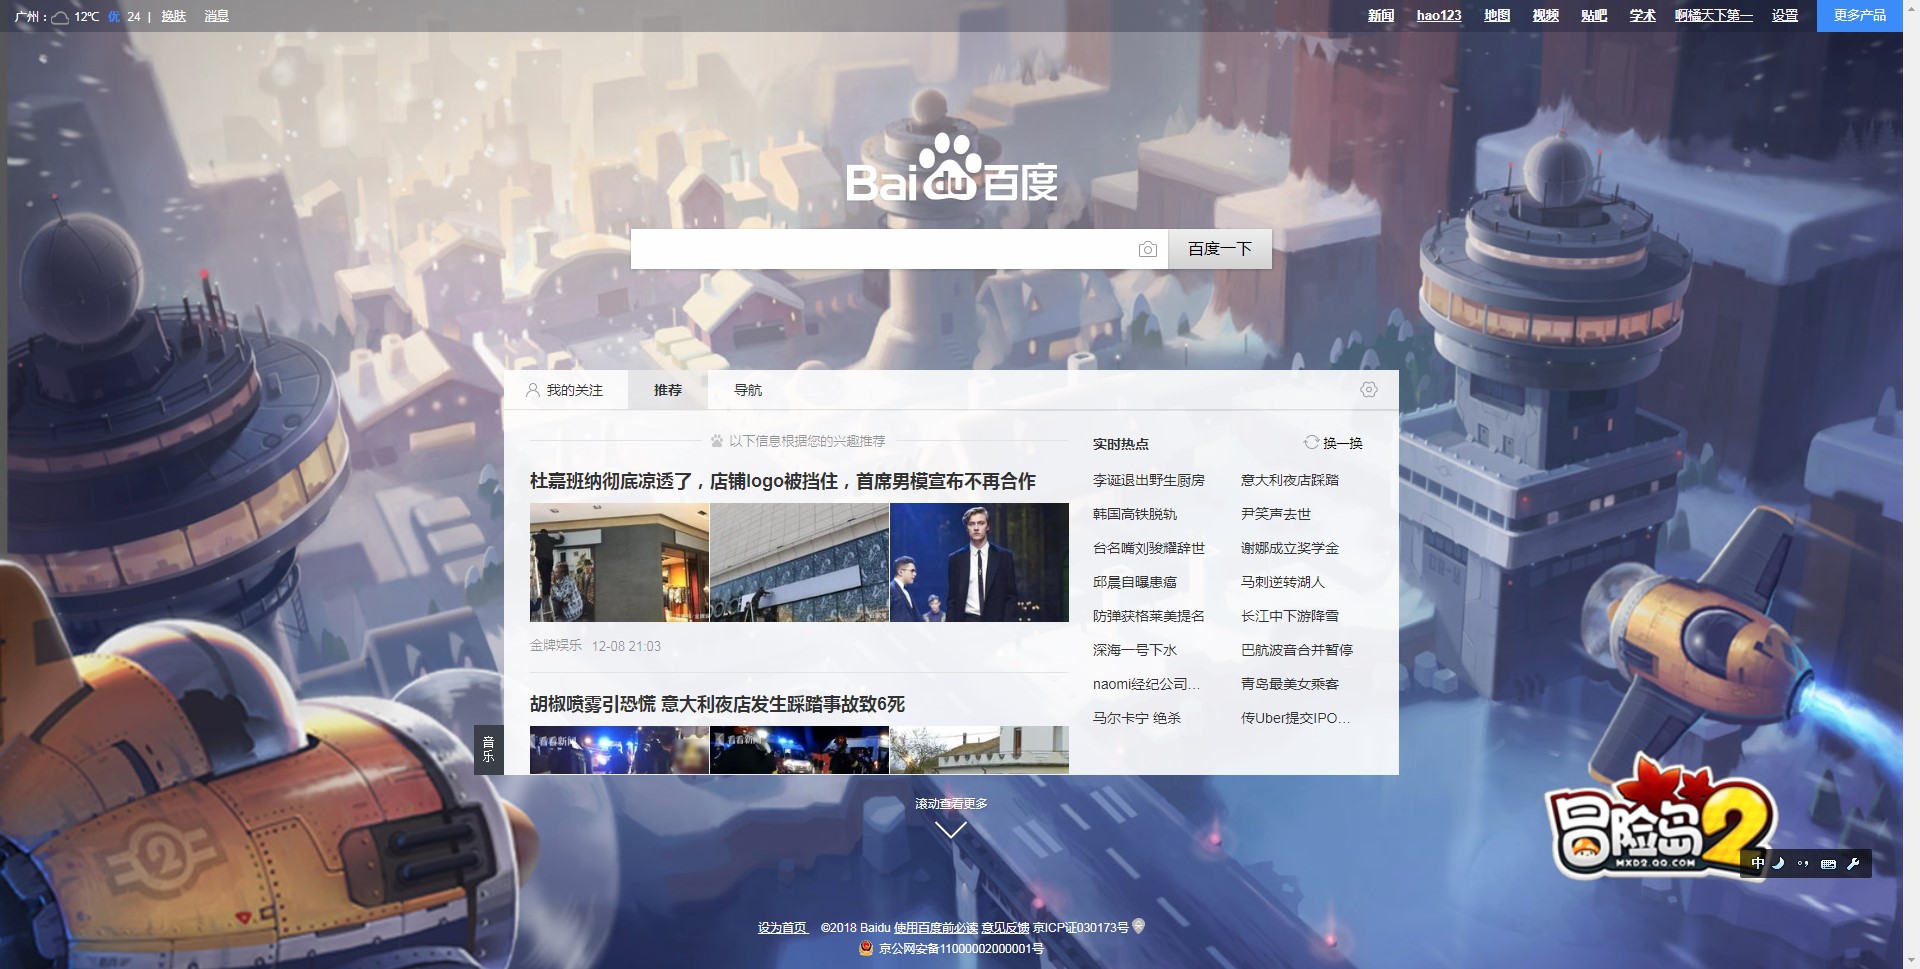 广州： 12℃ 优 24 | 换肤 消息
新闻 hao123 地图 视频 贴吧 学术 啊橘天下第一 设置 更多产品
Bai du 百度
百度一下
我的关注 推荐 导航
以下信息根据您的兴趣推荐
杜嘉班纳彻底凉透了，店铺logo被挡住，首席男模宣布不再合作
金牌娱乐 12-08 21:03
胡椒喷雾引恐慌 意大利夜店发生踩踏事故致6死
看看新闻
看看新闻
实时热点 换一换
李诞退出野生厨房 意大利夜店踩踏
韩国高铁脱轨 尹笑声去世
台名嘴刘骏耀辞世 谢娜成立奖学金
邱晨自曝患癌 马刺逆转湖人
防弹获格莱美提名 长江中下游降雪
深海一号下水 巴航波音合并暂停
naomi经纪公司... 青岛最美女乘客
马尔卡宁 绝杀 传Uber提交IPO...
音乐
滚动查看更多
2
冒险岛2
MXD2.QQ.COM
中
设为首页 ©2018 Baidu 使用百度前必读 意见反馈 京ICP证030173号
京公网安备11000002000001号